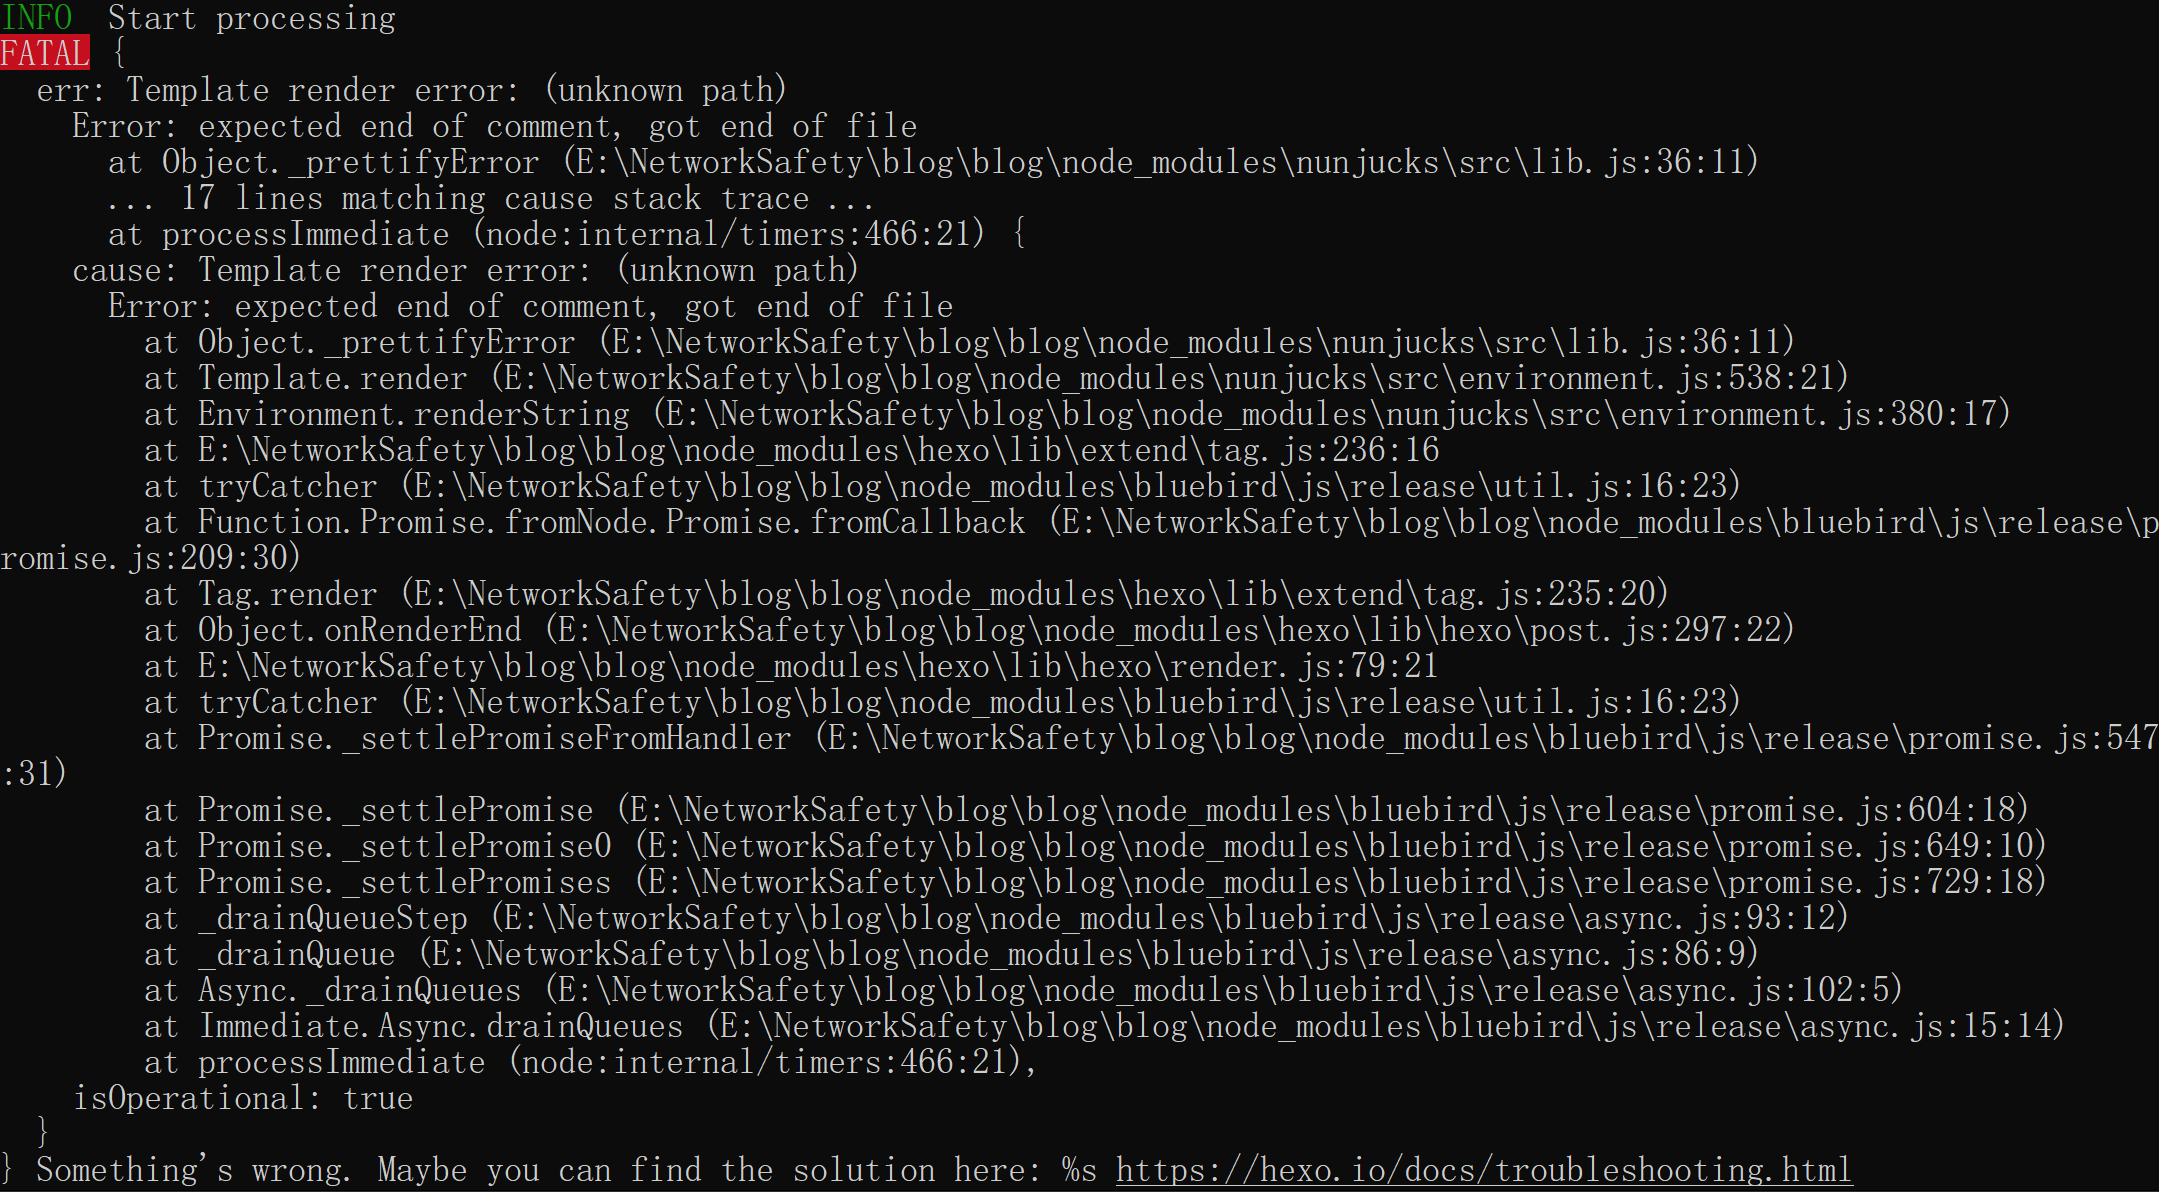 INFO  Start processing
FATAL {
  err: Template render error: (unknown path)
    Error: expected end of comment, got end of file
      at Object._prettifyError (E:\NetworkSafety\blog\blog\node_modules\nunjucks\src\lib.js:36:11)
      ... 17 lines matching cause stack trace ...
      at processImmediate (node:internal/timers:466:21) {
    cause: Template render error: (unknown path)
      Error: expected end of comment, got end of file
        at Object._prettifyError (E:\NetworkSafety\blog\blog\node_modules\nunjucks\src\lib.js:36:11)
        at Template.render (E:\NetworkSafety\blog\blog\node_modules\nunjucks\src\environment.js:538:21)
        at Environment.renderString (E:\NetworkSafety\blog\blog\node_modules\nunjucks\src\environment.js:380:17)
        at E:\NetworkSafety\blog\blog\node_modules\hexo\lib\extend\tag.js:236:16
        at tryCatcher (E:\NetworkSafety\blog\blog\node_modules\bluebird\js\release\util.js:16:23)
        at Function.Promise.fromNode.Promise.fromCallback (E:\NetworkSafety\blog\blog\node_modules\bluebird\js\release\p
romise.js:209:30)
        at Tag.render (E:\NetworkSafety\blog\blog\node_modules\hexo\lib\extend\tag.js:235:20)
        at Object.onRenderEnd (E:\NetworkSafety\blog\blog\node_modules\hexo\lib\hexo\post.js:297:22)
        at E:\NetworkSafety\blog\blog\node_modules\hexo\lib\hexo\render.js:79:21
        at tryCatcher (E:\NetworkSafety\blog\blog\node_modules\bluebird\js\release\util.js:16:23)
        at Promise._settlePromiseFromHandler (E:\NetworkSafety\blog\blog\node_modules\bluebird\js\release\promise.js:547
:31)
        at Promise._settlePromise (E:\NetworkSafety\blog\blog\node_modules\bluebird\js\release\promise.js:604:18)
        at Promise._settlePromise0 (E:\NetworkSafety\blog\blog\node_modules\bluebird\js\release\promise.js:649:10)
        at Promise._settlePromises (E:\NetworkSafety\blog\blog\node_modules\bluebird\js\release\promise.js:729:18)
        at _drainQueueStep (E:\NetworkSafety\blog\blog\node_modules\bluebird\js\release\async.js:93:12)
        at _drainQueue (E:\NetworkSafety\blog\blog\node_modules\bluebird\js\release\async.js:86:9)
        at Async._drainQueues (E:\NetworkSafety\blog\blog\node_modules\bluebird\js\release\async.js:102:5)
        at Immediate.Async.drainQueues (E:\NetworkSafety\blog\blog\node_modules\bluebird\js\release\async.js:15:14)
        at processImmediate (node:internal/timers:466:21),
    isOperational: true
  }
} Something's wrong. Maybe you can find the solution here: %s https://hexo.io/docs/troubleshooting.html